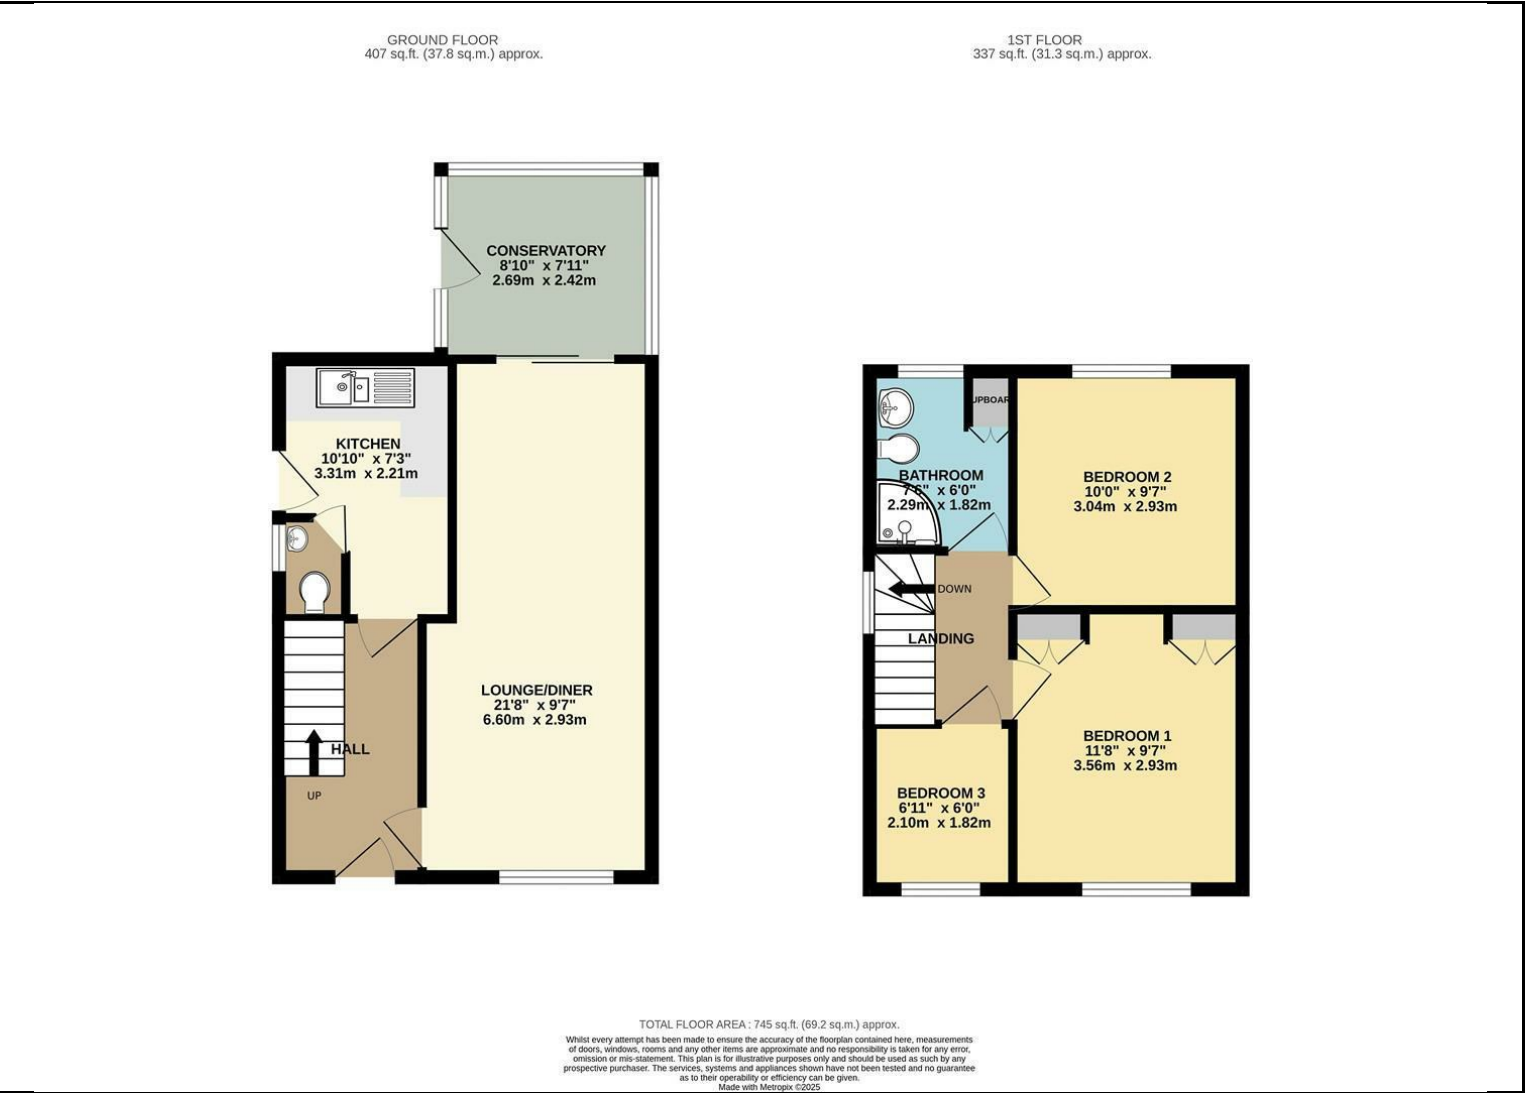 GROUND FLOOR
407 sq.ft. (37.8 sq.m.) approx.
1ST FLOOR
337 sq.ft. (31.3 sq.m.) approx.
CONSERVATORY
8'10" x 7'11"
2.69m x 2.42m
KITCHEN
10'10" x 7'3"
3.31m x 2.21m
LOUNGE/DINER
21'8" x 9'7"
6.60m x 2.93m
HALL
UP
UPBOAR
BATHROOM
7'6" x 6'0"
2.29m x 1.82m
BEDROOM 2
10'0" x 9'7"
3.04m x 2.93m
DOWN
LANDING
BEDROOM 1
11'8" x 9'7"
3.56m x 2.93m
BEDROOM 3
6'11" x 6'0"
2.10m x 1.82m
TOTAL FLOOR AREA : 745 sq.ft. (69.2 sq.m.) approx.
Whilst every attempt has been made to ensure the accuracy of the floorplan contained here, measurements
of doors, windows, rooms and any other items are approximate and no responsibility is taken for any error,
omission or mis-statement. This plan is for illustrative purposes only and should be used as such by any
prospective purchaser. The services, systems and appliances shown have not been tested and no guarantee
as to their operability or efficiency can be given.
Made with Metropix ©2025